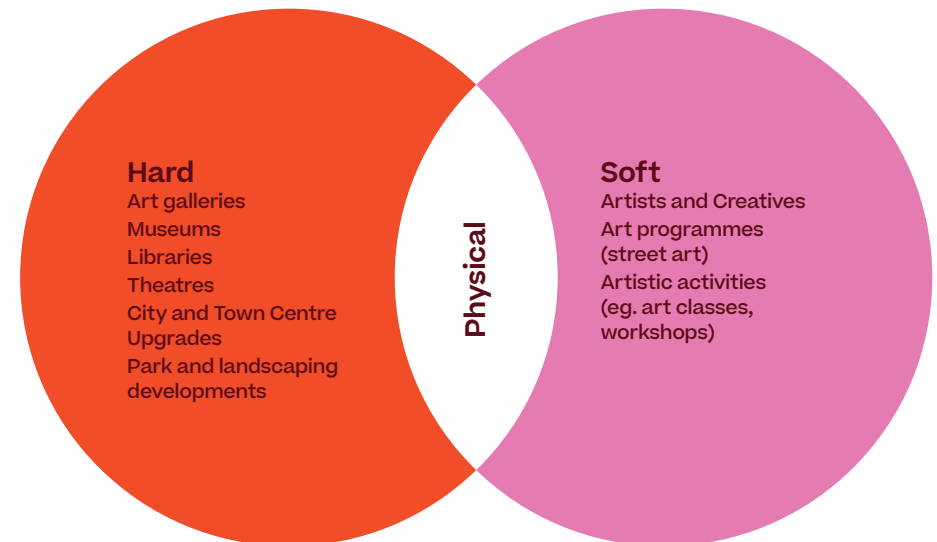 Hard
Art galleries
Museums
Libraries
Theatres
City and Town Centre
Upgrades
Park and landscaping
developments
Physical
Soft
Artists and Creatives
Art programmes
(street art)
Artistic activities
(eg. art classes,
workshops)